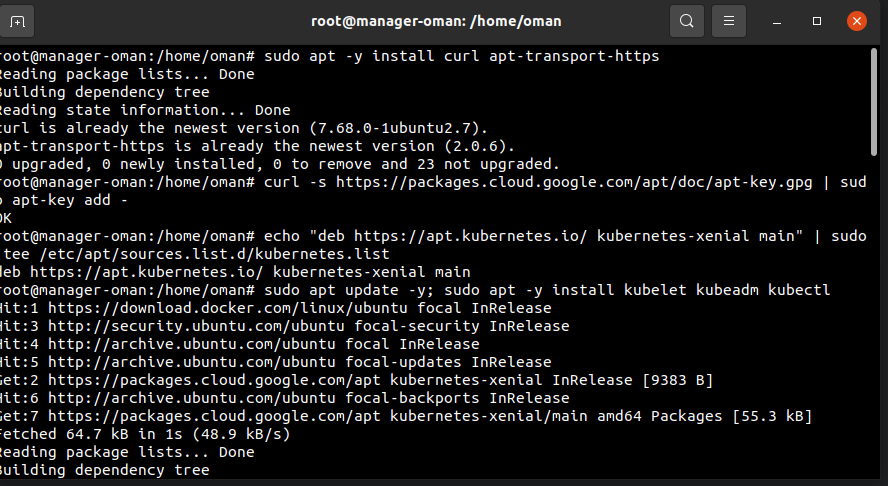 root@manager-oman: /home/oman
root@manager-oman:/home/oman# sudo apt -y install curl apt-transport-https
Reading package lists... Done
Building dependency tree
Reading state information... Done
curl is already the newest version (7.68.0-1ubuntu2.7).
apt-transport-https is already the newest version (2.0.6).
0 upgraded, 0 newly installed, 0 to remove and 23 not upgraded.
root@manager-oman:/home/oman# curl -s https://packages.cloud.google.com/apt/doc/apt-key.gpg | sud
o apt-key add -
OK
root@manager-oman:/home/oman# echo "deb https://apt.kubernetes.io/ kubernetes-xenial main" | sudo
tee /etc/apt/sources.list.d/kubernetes.list
deb https://apt.kubernetes.io/ kubernetes-xenial main
root@manager-oman:/home/oman# sudo apt update -y; sudo apt -y install kubelet kubeadm kubectl
Hit:1 https://download.docker.com/linux/ubuntu focal InRelease
Hit:3 http://security.ubuntu.com/ubuntu focal-security InRelease
Hit:4 http://archive.ubuntu.com/ubuntu focal InRelease
Hit:5 http://archive.ubuntu.com/ubuntu focal-updates InRelease
Get:2 https://packages.cloud.google.com/apt kubernetes-xenial InRelease [9383 B]
Hit:6 http://archive.ubuntu.com/ubuntu focal-backports InRelease
Get:7 https://packages.cloud.google.com/apt kubernetes-xenial/main amd64 Packages [55.3 kB]
Fetched 64.7 kB in 1s (48.9 kB/s)
Reading package lists... Done
Building dependency tree